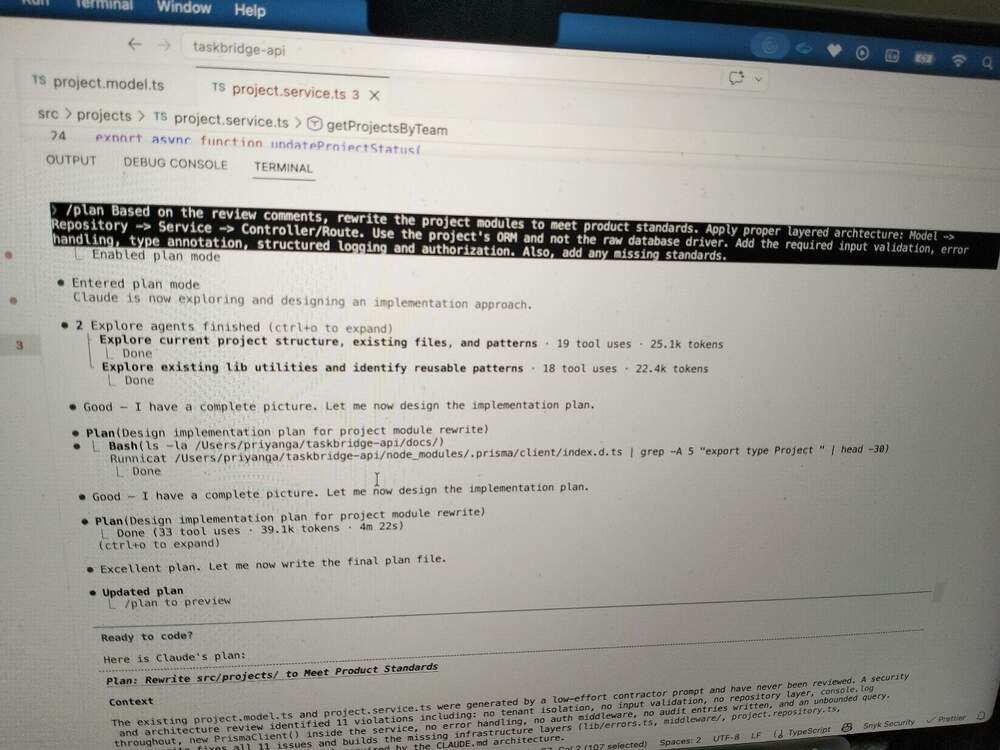 Run Terminal Window Help
taskbridge-api
TS project.model.ts TS project.service.ts 3 ×
src > projects > TS project.service.ts > getProjectsByTeam
24 export async function updateProjectStatus(
OUTPUT DEBUG CONSOLE TERMINAL
> /plan Based on the review comments, rewrite the project modules to meet product standards. Apply proper layered archtecture: Model ->
Repository -> Service -> Controller/Route. Use the project's ORM and not the raw database driver. Add the required input validation, error
handling, type annotation, structured logging and authorization. Also, add any missing standards.
Enabled plan mode
Entered plan mode
Claude is now exploring and designing an implementation approach.
2 Explore agents finished (ctrl+o to expand)
3
Explore current project structure, existing files, and patterns · 19 tool uses · 25.1k tokens
Done
Explore existing lib utilities and identify reusable patterns · 18 tool uses · 22.4k tokens
Done
Good — I have a complete picture. Let me now design the implementation plan.
Plan(Design implementation plan for project module rewrite)
Bash(ls -la /Users/priyanga/taskbridge-api/docs/)
Runnicat /Users/priyanga/taskbridge-api/node_modules/.prisma/client/index.d.ts | grep -A 5 "export type Project " | head -30)
Done
Good — I have a complete picture. Let me now design the implementation plan.
Plan(Design implementation plan for project module rewrite)
Done (33 tool uses · 39.1k tokens · 4m 22s)
(ctrl+o to expand)
Excellent plan. Let me now write the final plan file.
Updated plan
/plan to preview
Ready to code?
Here is Claude's plan:
Plan: Rewrite src/projects/ to Meet Product Standards
Context
The existing project.model.ts and project.service.ts were generated by a low-effort contractor prompt and have never been reviewed. A security
and architecture review identified 11 violations including: no tenant isolation, no input validation, no repository layer, console.log
throughout, new PrismaClient() inside the service, no error handling, no auth middleware, no audit entries written, and an unbounded query.
fixes all 11 issues and builds the missing infrastructure layers (lib/errors.ts, middleware/, project.repository.ts,
by the CLAUDE.md architecture.
Col 2 (107 selected) Spaces: 2 UTF-8 LF TypeScript Snyk Security Prettier